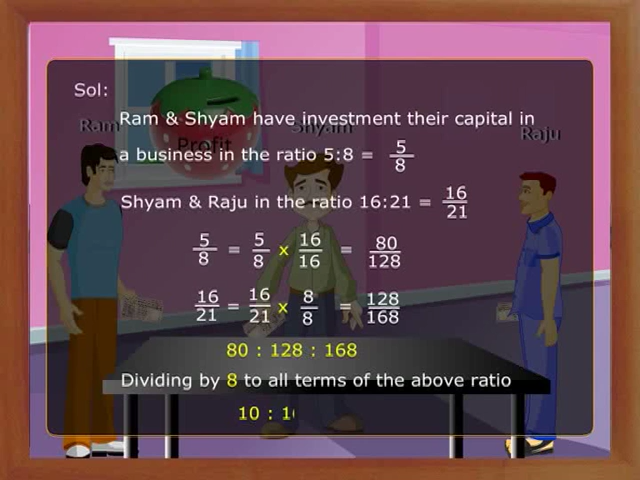 Sol:
Ram & Shyam have investment their capital in
Ram Shyam Raju
Profit
a business in the ratio 5:8 = 5/8
Shyam & Raju in the ratio 16:21 = 16/21
5/8 = 5/8 x 16/16 = 80/128
16/21 = 16/21 x 8/8 = 128/168
80 : 128 : 168
Dividing by 8 to all terms of the above ratio
10 : 1